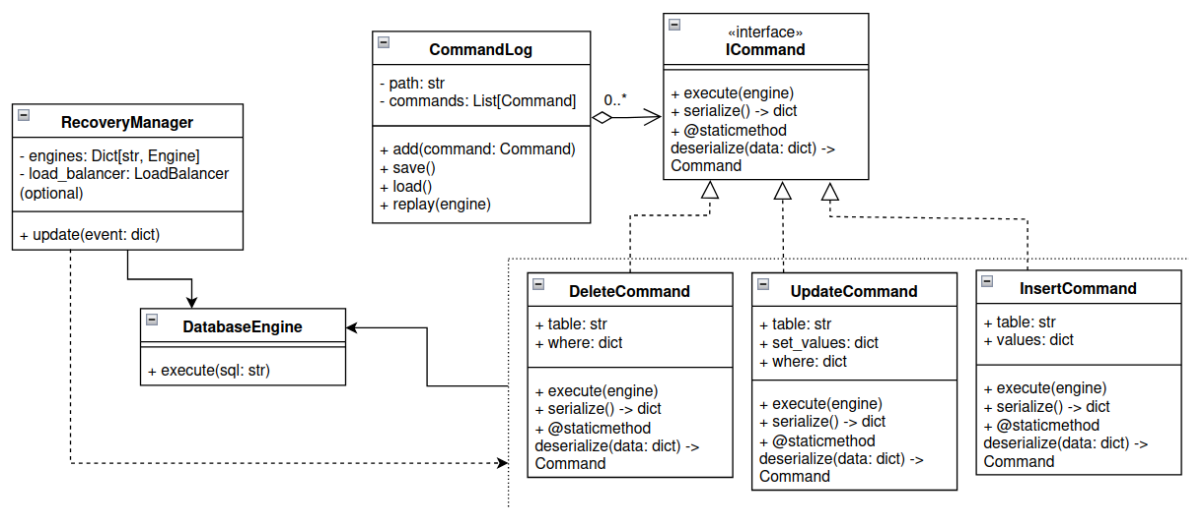 CommandLog
- path: str
- commands: List[Command]
+ add(command: Command)
+ save()
+ load()
+ replay(engine)
0..*
«interface»
ICommand
+ execute(engine)
+ serialize() -> dict
+ @staticmethod
deserialize(data: dict) ->
Command
RecoveryManager
- engines: Dict[str, Engine]
- load_balancer: LoadBalancer
(optional)
+ update(event: dict)
DatabaseEngine
+ execute(sql: str)
DeleteCommand
+ table: str
+ where: dict
+ execute(engine)
+ serialize() -> dict
+ @staticmethod
deserialize(data: dict) ->
Command
UpdateCommand
+ table: str
+ set_values: dict
+ where: dict
+ execute(engine)
+ serialize() -> dict
+ @staticmethod
deserialize(data: dict) ->
Command
InsertCommand
+ table: str
+ values: dict
+ execute(engine)
+ serialize() -> dict
+ @staticmethod
deserialize(data: dict) ->
Command